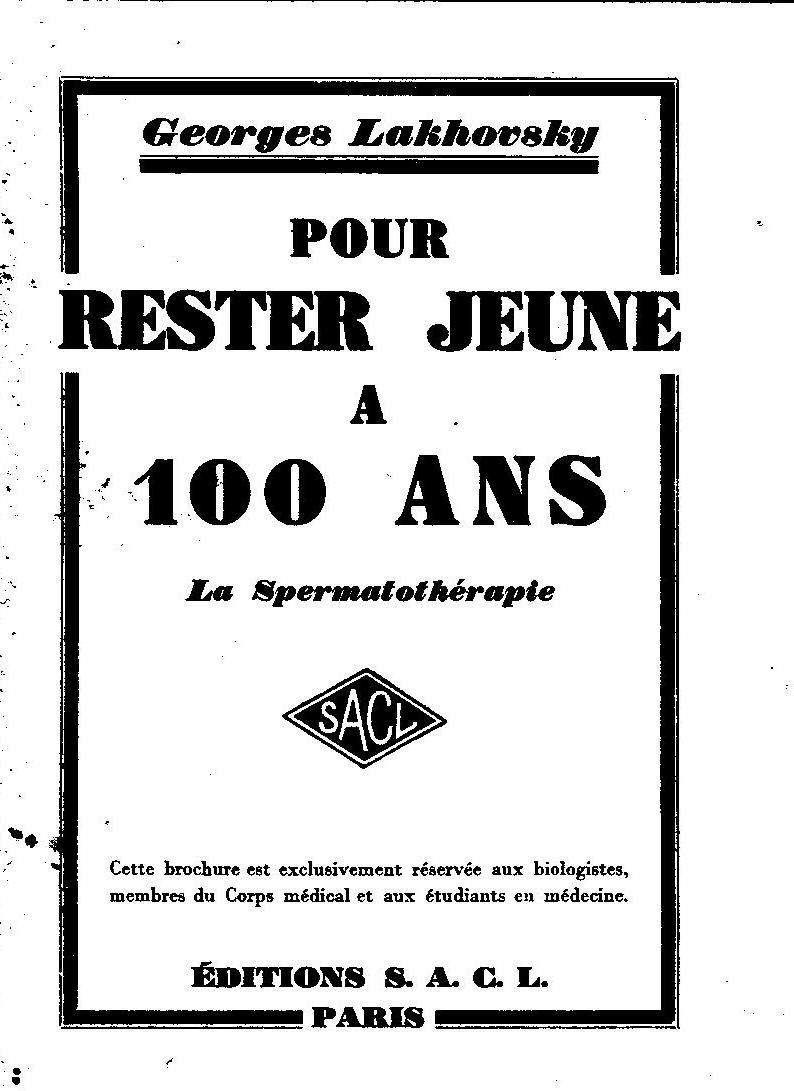 Georges Lakhovsky
POUR
RESTER JEUNE
A
100 ANS
La Spermatothérapie
SACL
Cette brochure est exclusivement réservée aux biologistes,
membres du Corps médical et aux étudiants en médecine.
ÉDITIONS S. A. C. L.
PARIS